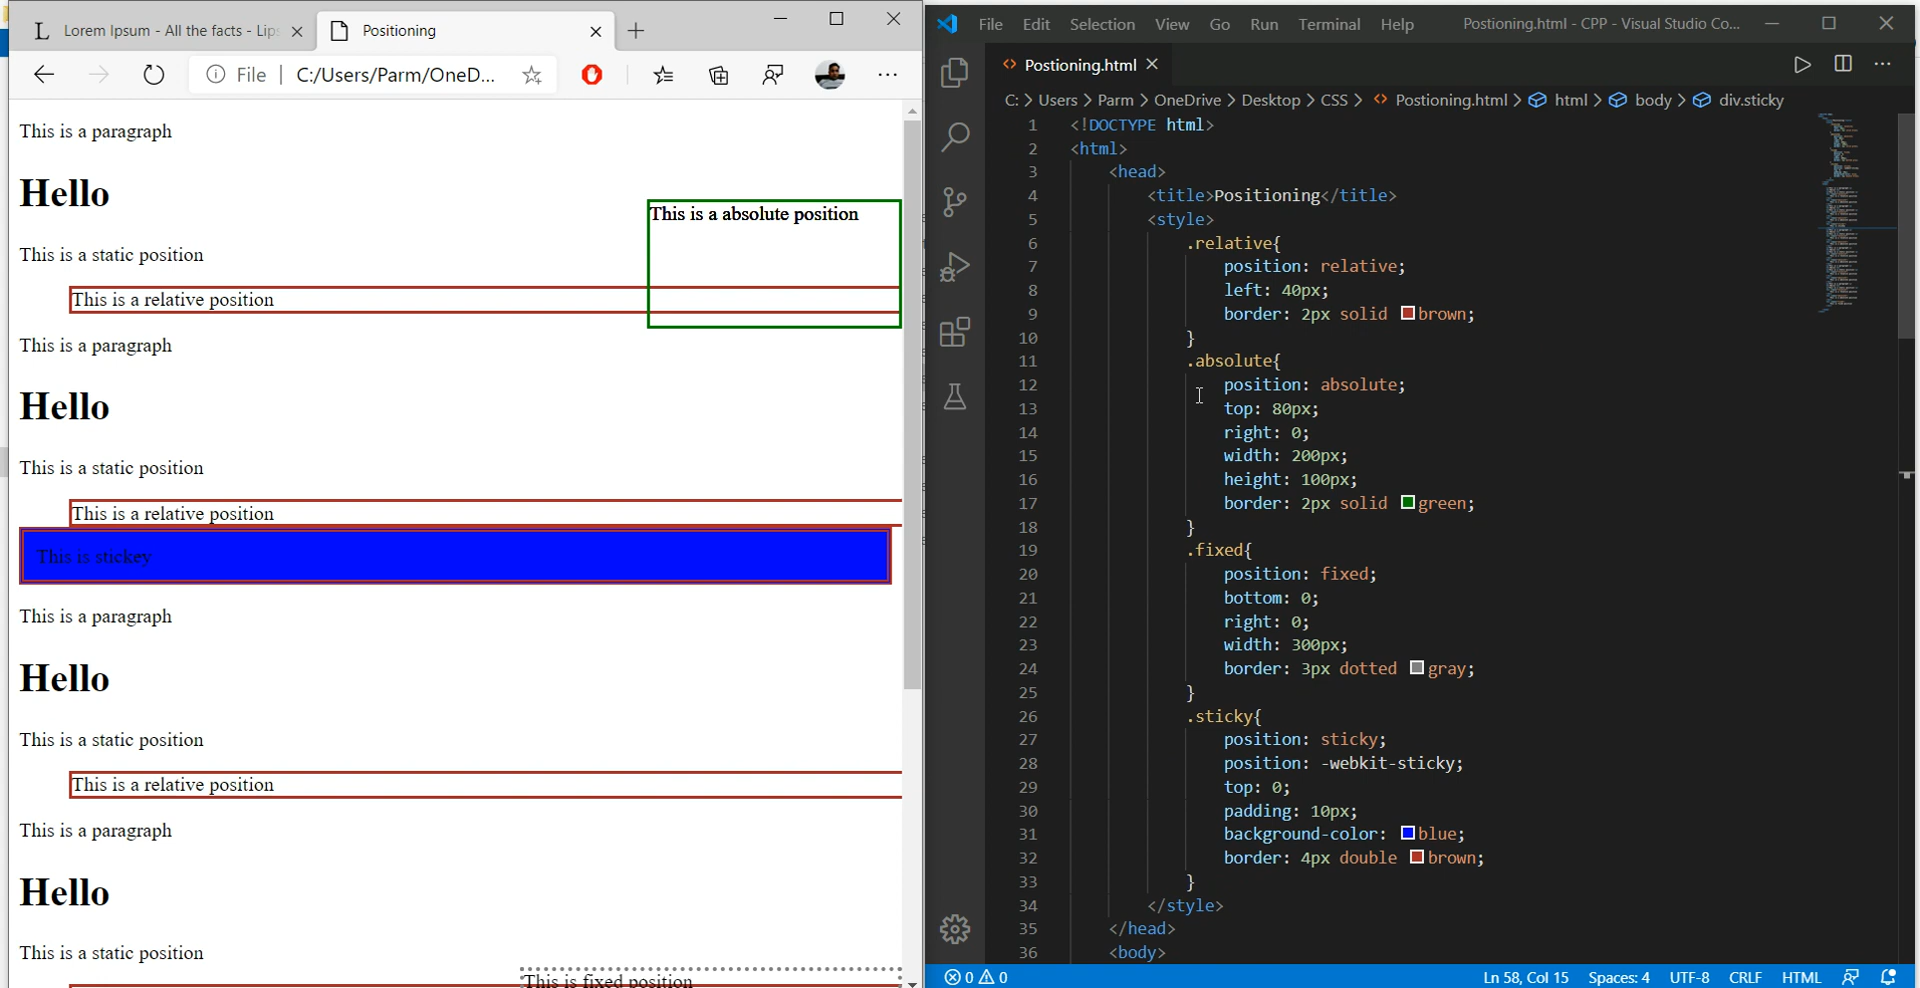 Lorem Ipsum - All the facts - Lips
Positioning
File
C:/Users/Parm/OneD...
This is a paragraph
Hello
This is a absolute position
This is a static position
This is a relative position
This is a paragraph
Hello
This is a static position
This is a relative position
This is stickey
This is a paragraph
Hello
This is a static position
This is a relative position
This is a paragraph
Hello
This is a static position
This is fixed position
File Edit Selection View Go Run Terminal Help Postioning.html - CPP - Visual Studio Co...
<> Postioning.html
C: > Users > Parm > OneDrive > Desktop > CSS > <> Postioning.html > html > body > div.sticky
1 <!DOCTYPE html>
2 <html>
3 <head>
4 <title>Positioning</title>
5 <style>
6 .relative{
7 position: relative;
8 left: 40px;
9 border: 2px solid brown;
10 }
11 .absolute{
12 position: absolute;
13 top: 80px;
14 right: 0;
15 width: 200px;
16 height: 100px;
17 border: 2px solid green;
18 }
19 .fixed{
20 position: fixed;
21 bottom: 0;
22 right: 0;
23 width: 300px;
24 border: 3px dotted gray;
25 }
26 .sticky{
27 position: sticky;
28 position: -webkit-sticky;
29 top: 0;
30 padding: 10px;
31 background-color: blue;
32 border: 4px double brown;
33 }
34 </style>
35 </head>
36 <body>
0 0 Ln 58, Col 15 Spaces: 4 UTF-8 CRLF HTML